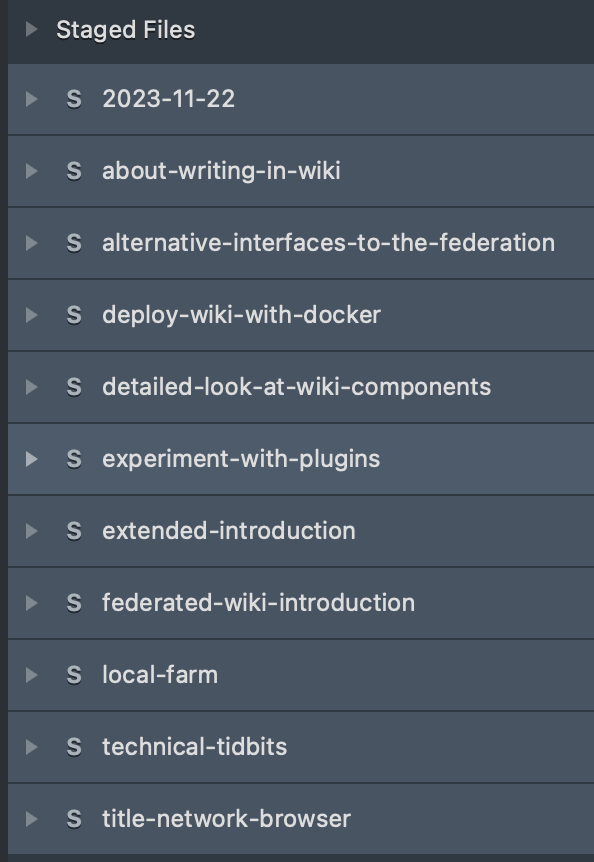 Staged Files
S 2023-11-22
S about-writing-in-wiki
S alternative-interfaces-to-the-federation
S deploy-wiki-with-docker
S detailed-look-at-wiki-components
S experiment-with-plugins
S extended-introduction
S federated-wiki-introduction
S local-farm
S technical-tidbits
S title-network-browser